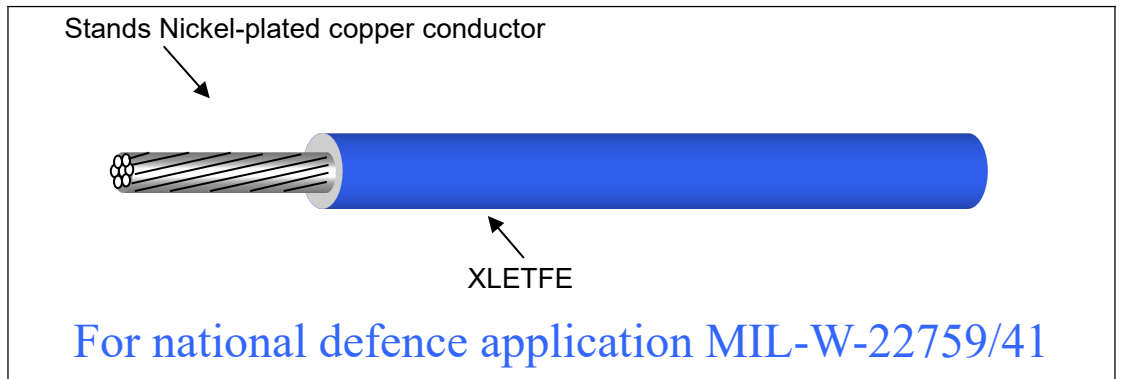 Stands Nickel-plated copper conductor
XLETFE
For national defence application MIL-W-22759/41